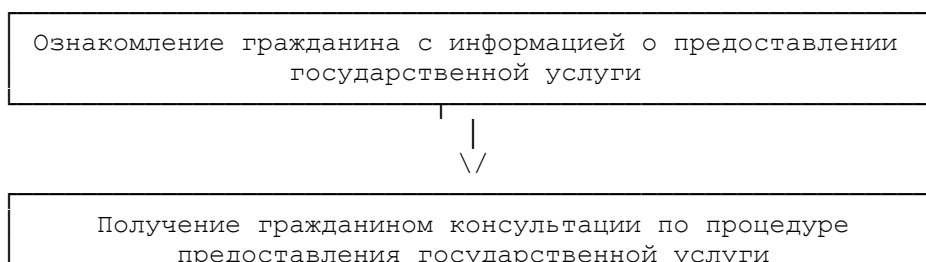 Ознакомление гражданина с информацией о предоставлении
государственной услуги
Получение гражданином консультации по процедуре
предоставления государственной услуги